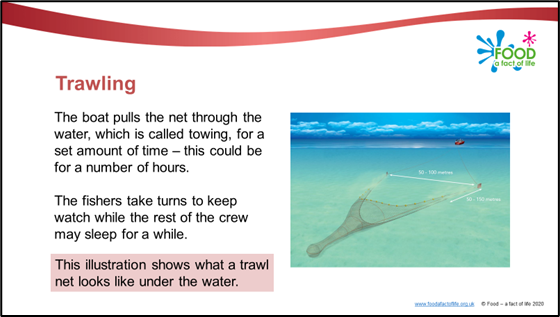 FOOD
a fact of life
Trawling
The boat pulls the net through the
water, which is called towing, for a
set amount of time – this could be
for a number of hours.
The fishers take turns to keep
watch while the rest of the crew
may sleep for a while.
This illustration shows what a trawl
net looks like under the water.
50 - 100 metres
50 - 110 metres
www.foodafactoflife.org.uk © Food – a fact of life 2020